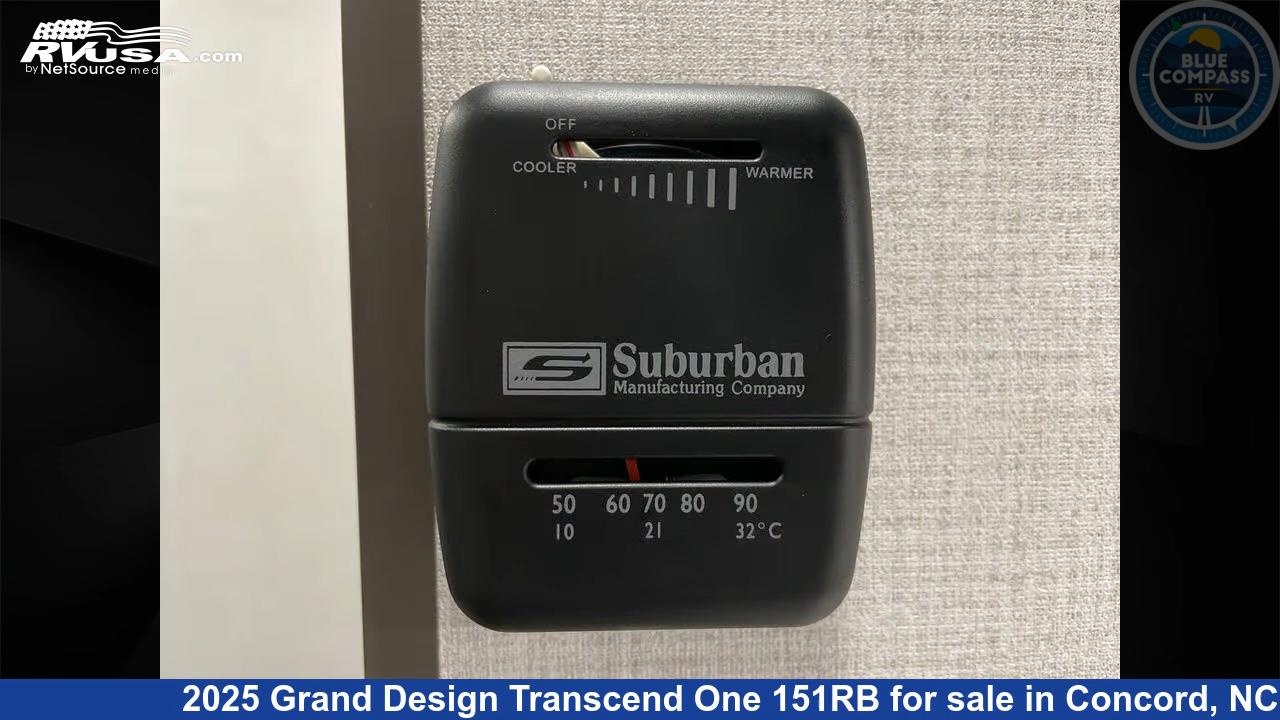 RVUSA.com
by NetSource media
BLUE
COMPASS
RV
OFF
COOLER
WARMER
S Suburban
Manufacturing Company
50 60 70 80 90
10 21 32°C
2025 Grand Design Transcend One 151RB for sale in Concord, NC